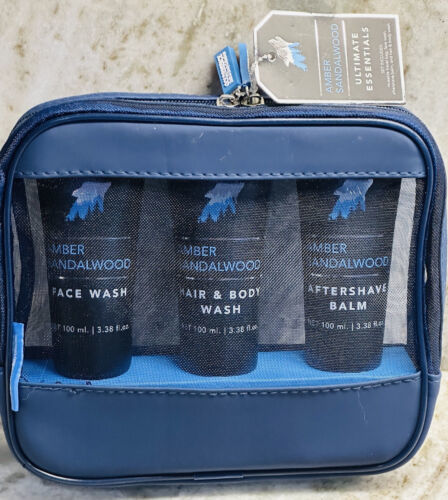 AMBER
SANDALWOOD
ULTIMATE
ESSENTIALS
AMBER
SANDALWOOD
FACE WASH
NET 100 ml. | 3.38 fl.oz.
AMBER
SANDALWOOD
HAIR & BODY
WASH
NET 100 ml. | 3.38 fl.oz.
AMBER
SANDALWOOD
AFTERSHAVE
BALM
NET 100 ml. | 3.38 fl.oz.